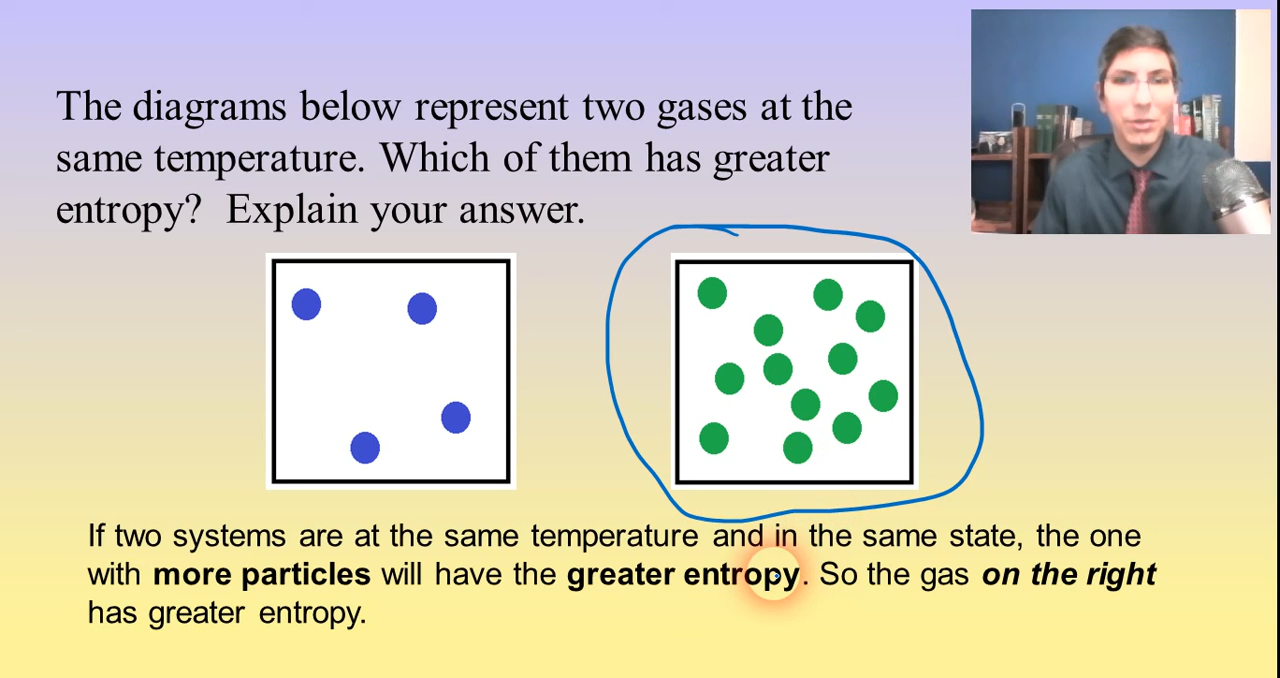 The diagrams below represent two gases at the
same temperature. Which of them has greater
entropy? Explain your answer.
If two systems are at the same temperature and in the same state, the one
with more particles will have the greater entropy. So the gas on the right
has greater entropy.